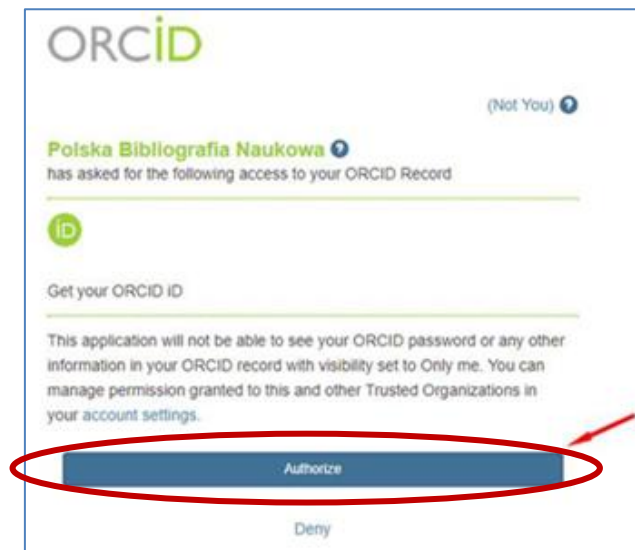 ORCiD
(Not You) ?
Polska Bibliografia Naukowa ?
has asked for the following access to your ORCID Record
iD
Get your ORCID iD
This application will not be able to see your ORCID password or any other
information in your ORCID record with visibility set to Only me. You can
manage permission granted to this and other Trusted Organizations in
your account settings.
Authorize
Deny